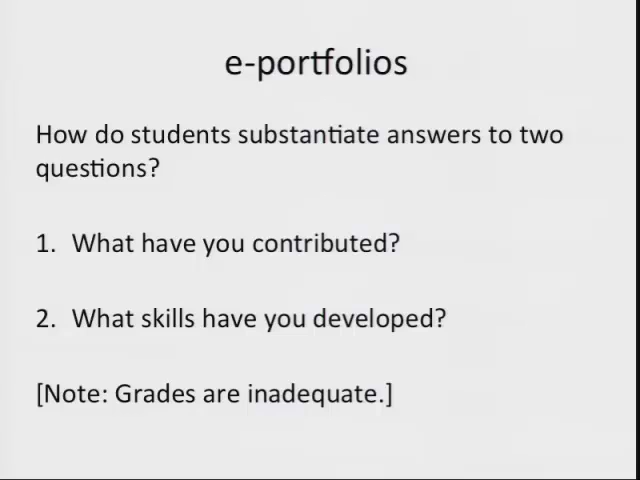 e-portfolios
How do students substantiate answers to two
questions?
1. What have you contributed?
2. What skills have you developed?
[Note: Grades are inadequate.]